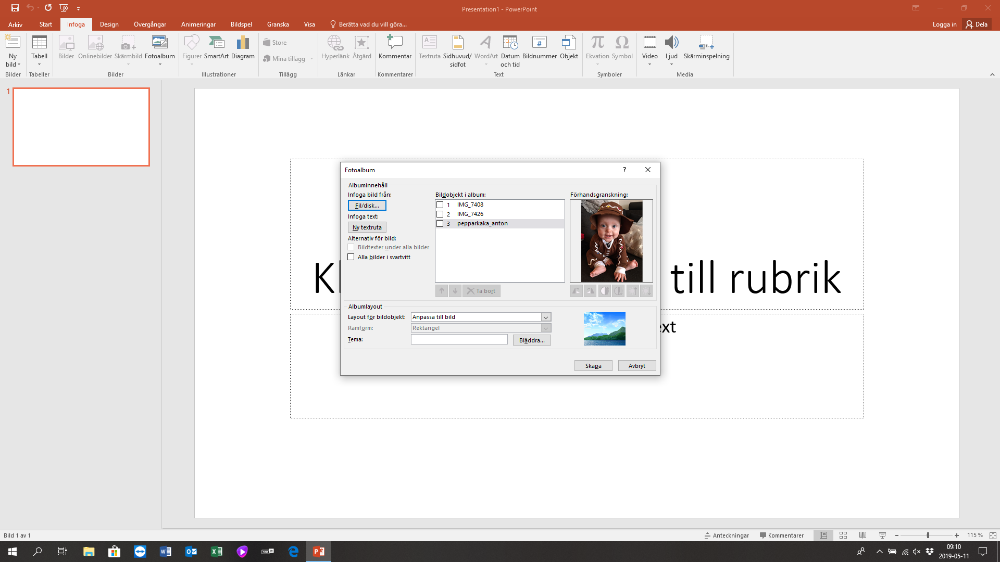 Presentation1 - PowerPoint
Arkiv Start Infoga Design Övergångar Animeringar Bildspel Granska Visa Berätta vad du vill göra... Logga in Dela
Ny bild
Tabell
Bilder
Onlinebilder
Skärmbild
Fotoalbum
Figurer
SmartArt
Diagram
Store
Mina tillägg
Hyperlänk
Åtgärd
Kommentar
Textruta
Sidhuvud/
sidfot
WordArt
Datum
och tid
Bildnummer
Objekt
Ekvation
Symbol
Video
Ljud
Skärminspelning
Bilder Tabeller Bilder Illustrationer Tillägg Länkar Kommentarer Text Symboler Media
1
Kl
till rubrik
ext
Fotoalbum
?
Albuminnehåll
Infoga bild från:
Fil/disk...
Infoga text:
Ny textruta
Alternativ för bild:
Bildtexter under alla bilder
Alla bilder i svartvitt
Bildobjekt i album:
1 IMG_7408
2 IMG_7426
3 pepparkaka_anton
Ta bort
Förhandsgranskning:
Albumlayout
Layout för bildobjekt: Anpassa till bild
Ramform: Rektangel
Tema:
Bläddra...
Skapa Avbryt
Bild 1 av 1
Anteckningar Kommentarer
115 %
09:10
2019-05-11